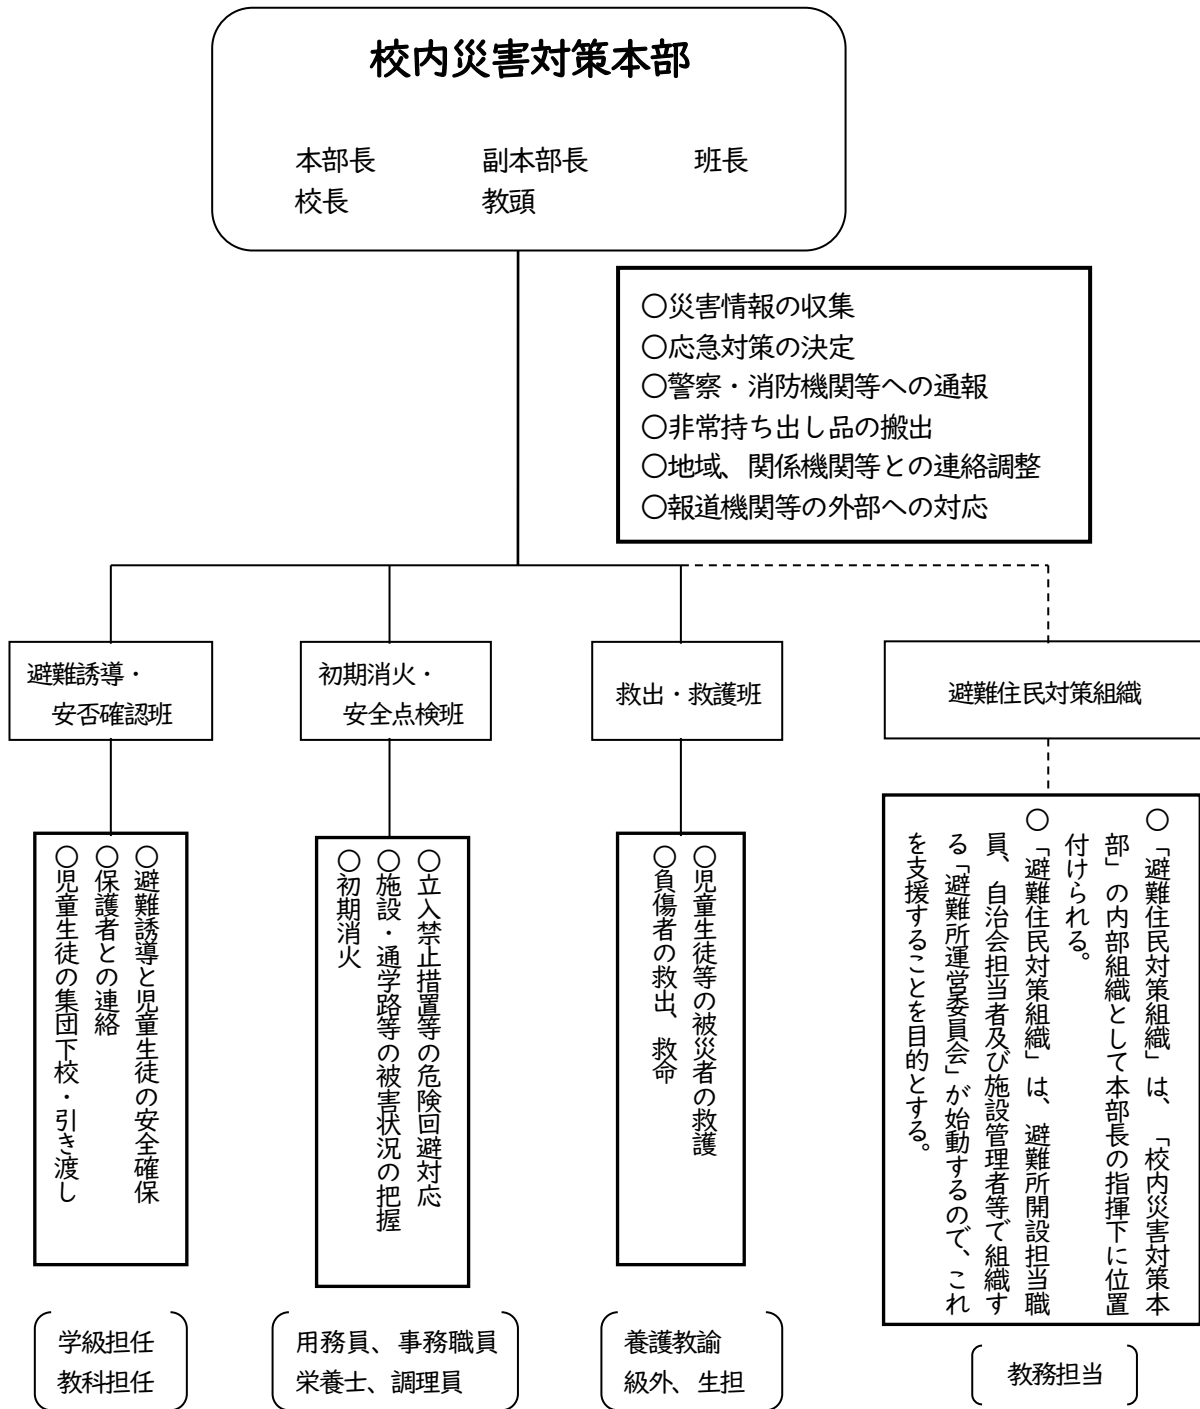 校内災害対策本部
本部長 副本部長 班長
校長 教頭
○災害情報の収集
○応急対策の決定
○警察・消防機関等への通報
○非常持ち出し品の搬出
○地域、関係機関等との連絡調整
○報道機関等の外部への対応
避難誘導・
安否確認班
初期消火・
安全点検班
救出・救護班
避難住民対策組織
○避難誘導と児童生徒の安全確保
○保護者との連絡
○児童生徒の集団下校・引き渡し
○立入禁止措置等の危険回避対応
○施設・通学路等の被害状況の把握
○初期消火
○児童生徒等の被災者の救護
○負傷者の救出、救命
○「避難住民対策組織」は、「校内災害対策本
部」の内部組織として本部長の指揮下に位置
付けられる。
○「避難住民対策組織」は、避難所開設担当職
員、自治会担当者及び施設管理者等で組織す
る「避難所運営委員会」が始動するので、これ
を支援することを目的とする。
学級担任
教科担任
用務員、事務職員
栄養士、調理員
養護教諭
級外、生担
教務担当